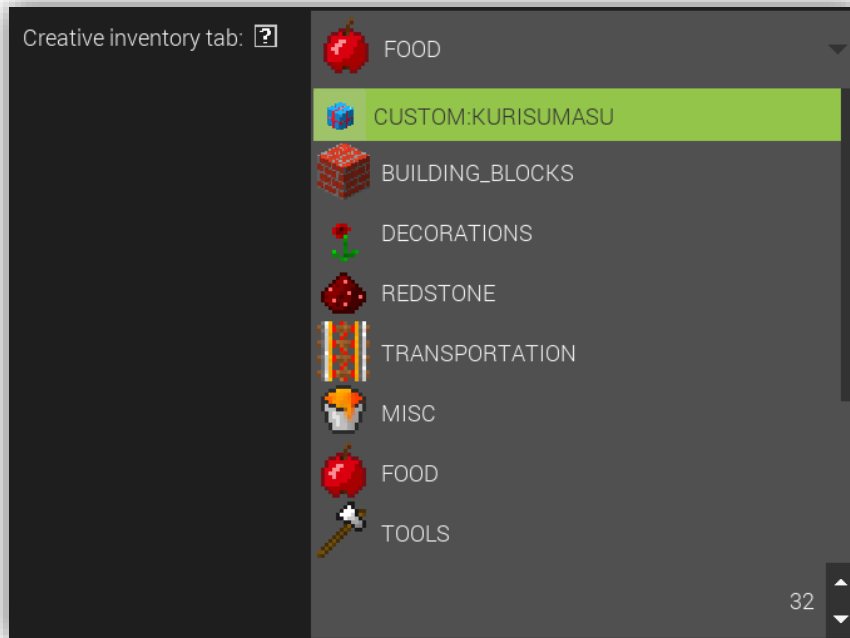 Creative inventory tab: [?]
FOOD
CUSTOM:KURISUMASU
BUILDING_BLOCKS
DECORATIONS
REDSTONE
TRANSPORTATION
MISC
FOOD
TOOLS
32